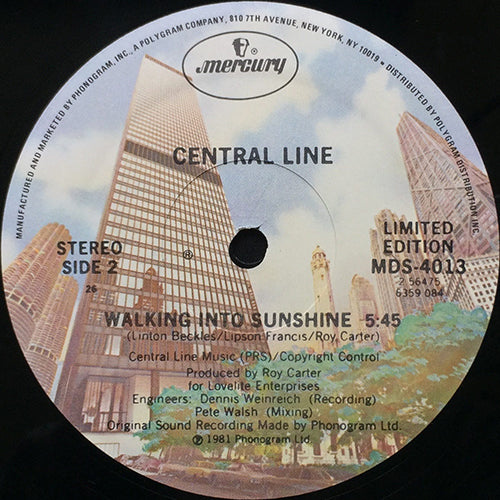 MANUFACTURED AND MARKETED BY PHONOGRAM, INC., A POLYGRAM COMPANY, 810 7TH AVENUE, NEW YORK, NY 10019 • DISTRIBUTED BY POLYGRAM DISTRIBUTION, INC.
®
mercury
CENTRAL LINE
STEREO
SIDE 2
26
®
LIMITED
EDITION
MDS-4013
2 56475
6359 084
WALKING INTO SUNSHINE 5:45
(Linton Beckles/Lipson Francis/Roy Carter)
Central Line Music (PRS)/Copyright Control
Produced by Roy Carter
for Lovelite Enterprises
Engineers: Dennis Weinreich (Recording)
Pete Walsh (Mixing)
Original Sound Recording Made by Phonogram Ltd.
℗ 1981 Phonogram Ltd.